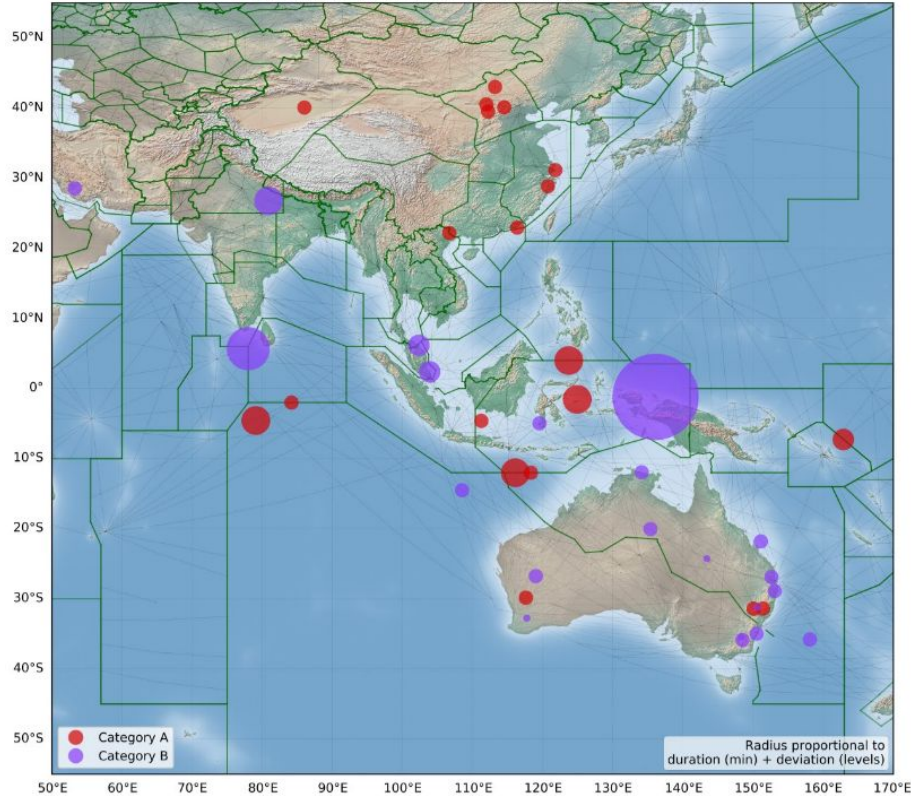 50°N
40°N
30°N
20°N
10°N
0°
10°S
20°S
30°S
40°S
50°S
Category A
Category B
Radius proportional to
duration (min) + deviation (levels)
50°E 60°E 70°E 80°E 90°E 100°E 110°E 120°E 130°E 140°E 150°E 160°E 170°E